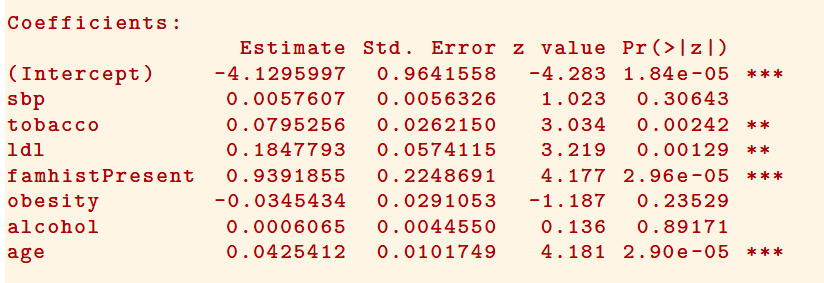 Coefficients:
Estimate Std. Error z value Pr(>|z|)
(Intercept) -4.1295997 0.9641558 -4.283 1.84e-05 ***
sbp 0.0057607 0.0056326 1.023 0.30643
tobacco 0.0795256 0.0262150 3.034 0.00242 **
ldl 0.1847793 0.0574115 3.219 0.00129 **
famhistPresent 0.9391855 0.2248691 4.177 2.96e-05 ***
obesity -0.0345434 0.0291053 -1.187 0.23529
alcohol 0.0006065 0.0044550 0.136 0.89171
age 0.0425412 0.0101749 4.181 2.90e-05 ***